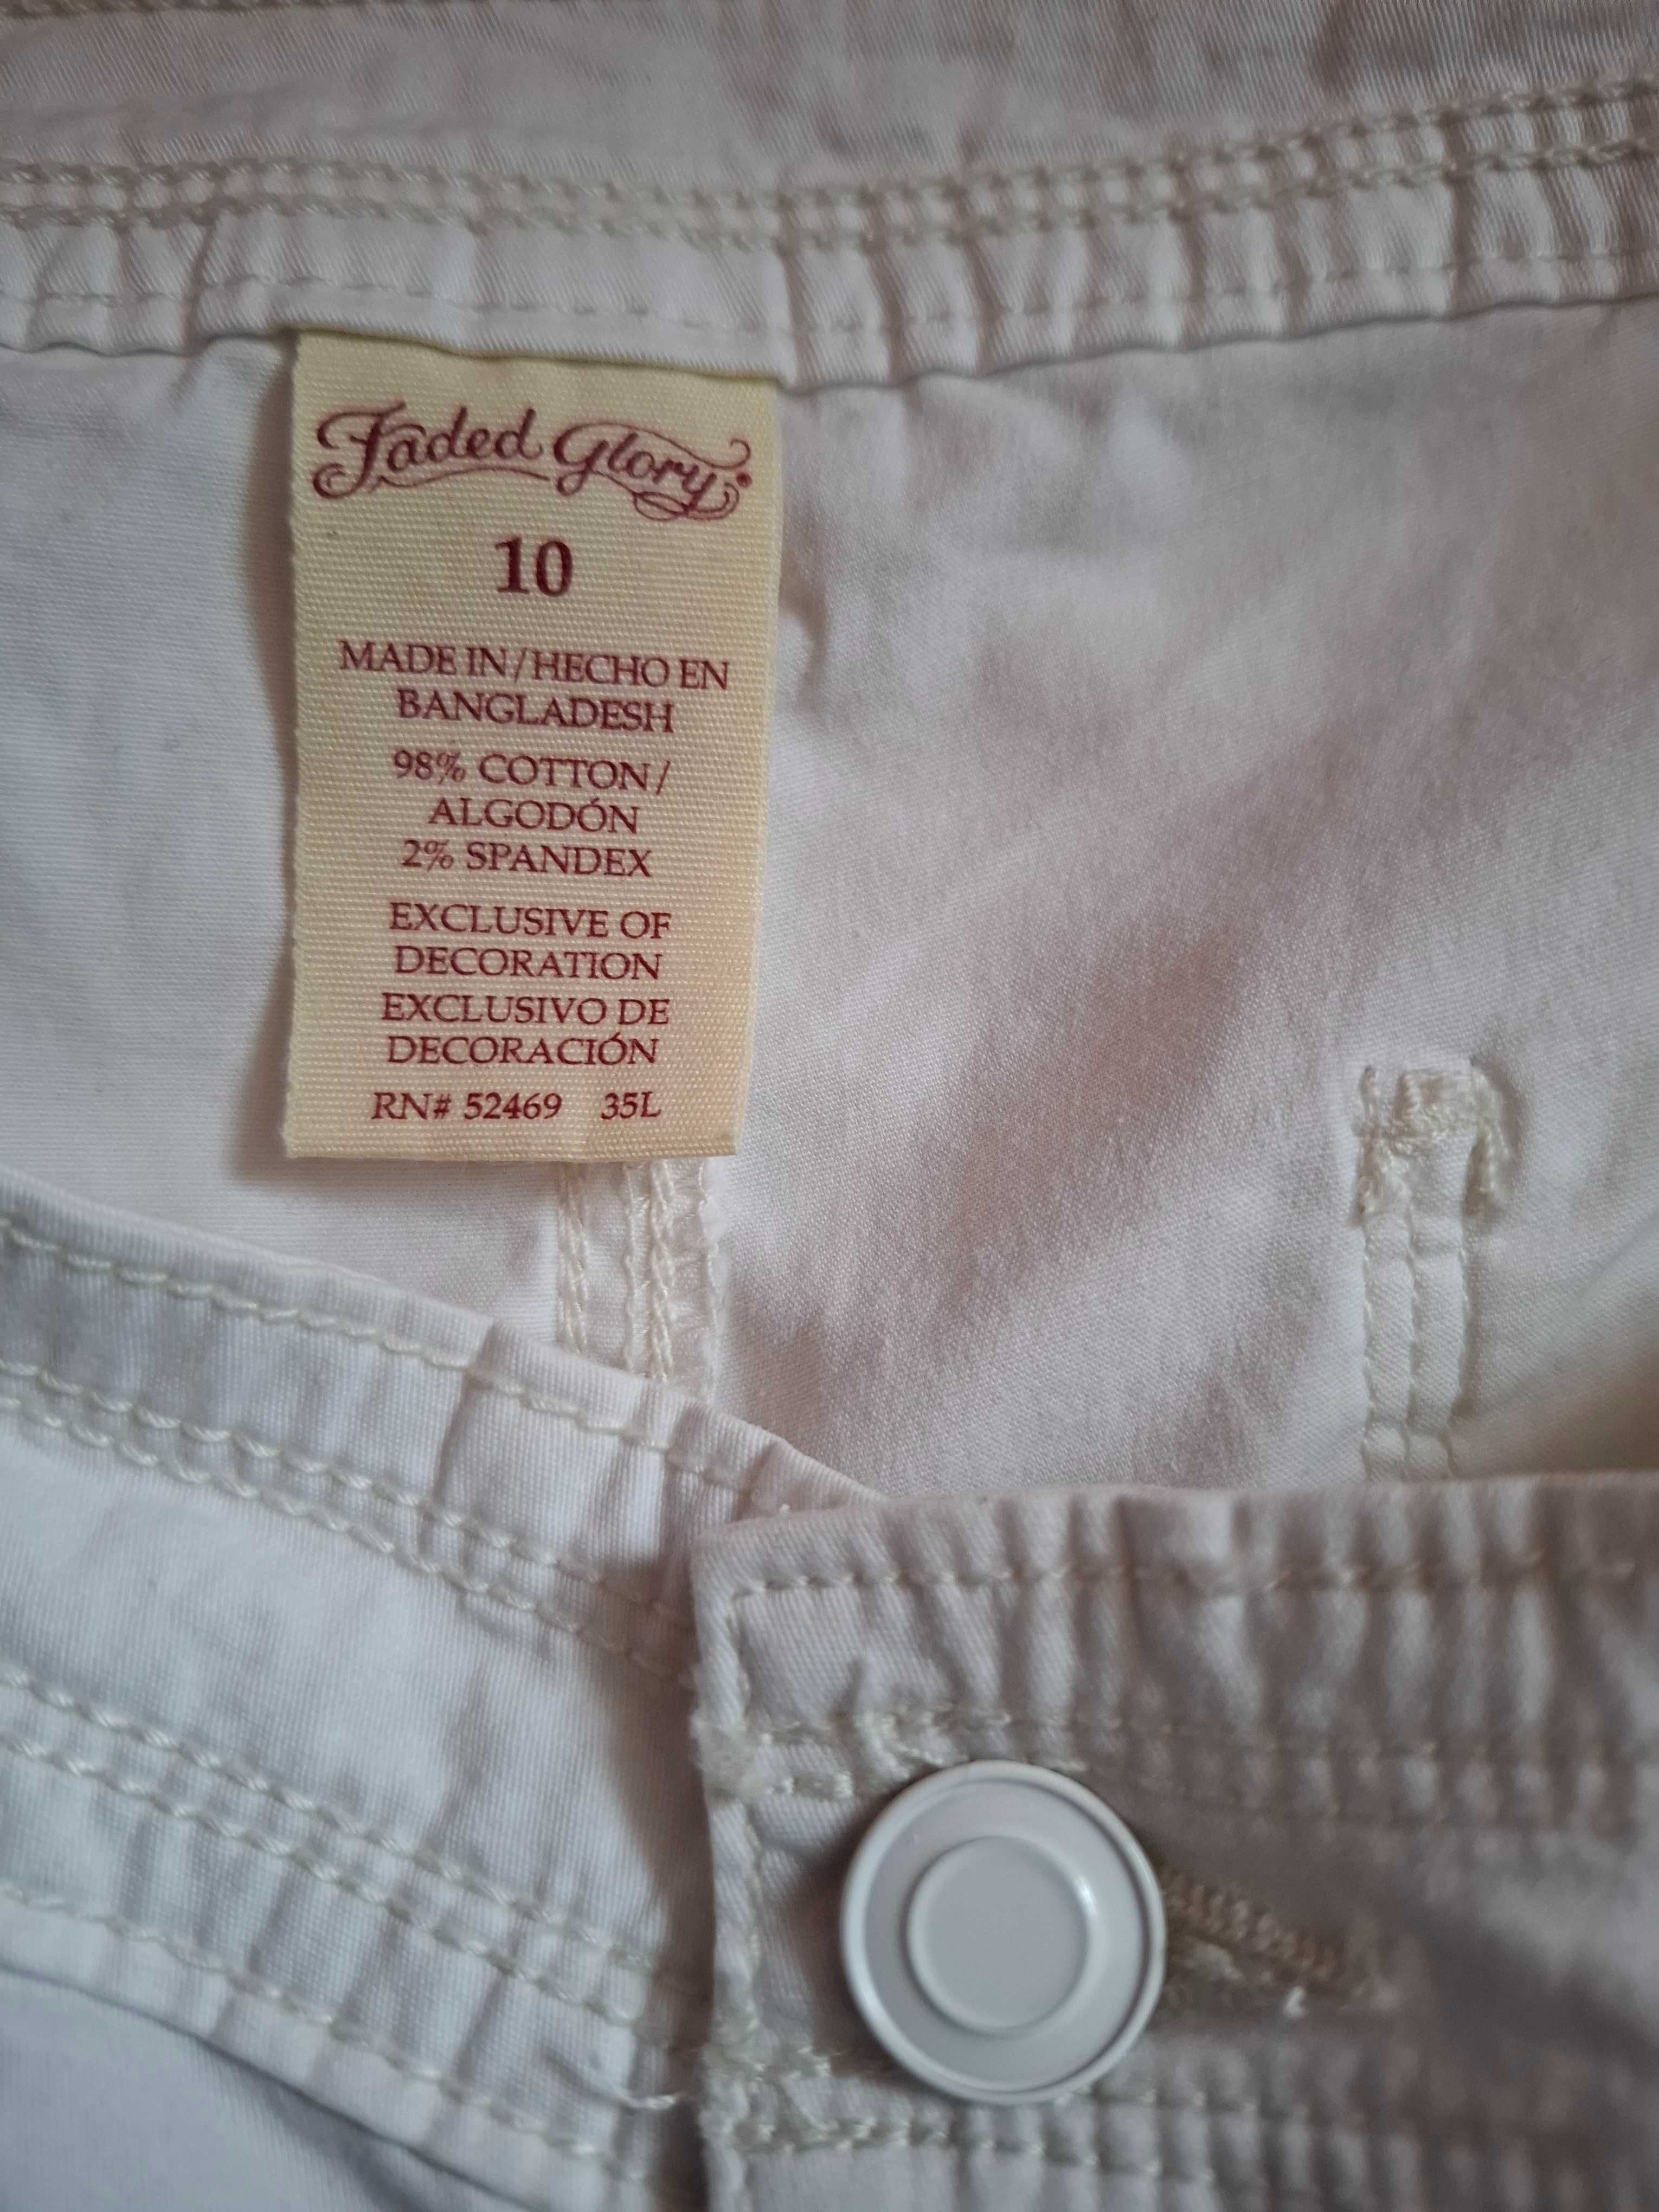 Faded Glory
10
MADE IN/HECHO EN
BANGLADESH
98% COTTON/
ALGODÓN
2% SPANDEX
EXCLUSIVE OF
DECORATION
EXCLUSIVO DE
DECORACIÓN
RN# 52469 35L